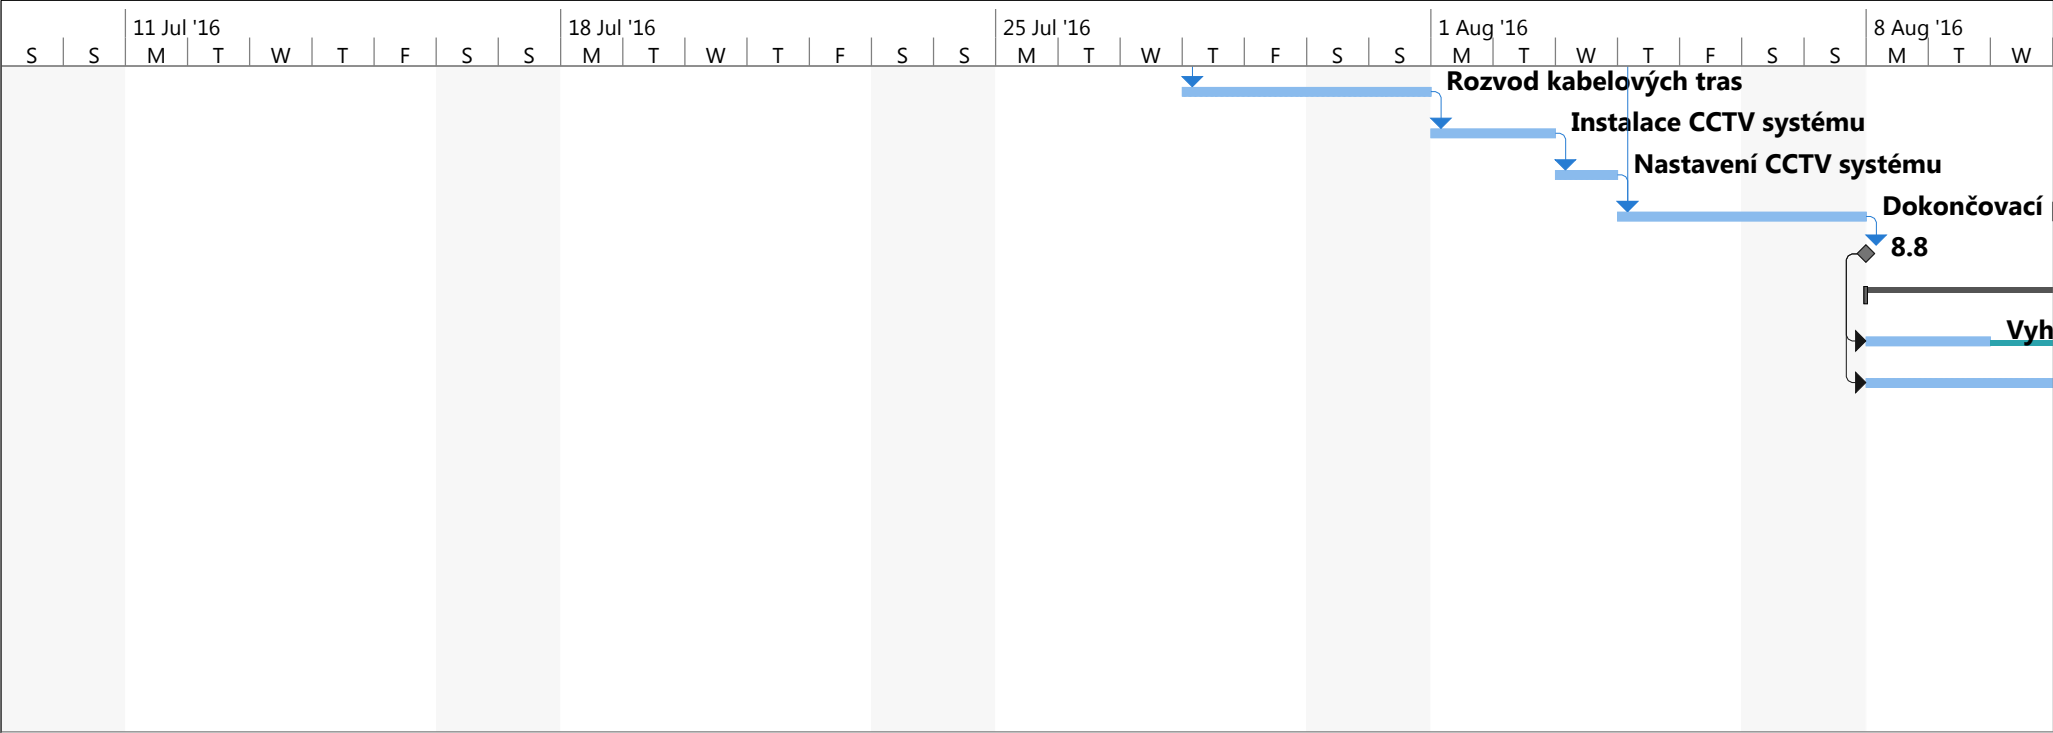 11 Jul '16 18 Jul '16 25 Jul '16 1 Aug '16 8 Aug '16
S S M T W T F S S M T W T F S S M T W T F S S M T W T F S S M T W
Rozvod kabelových tras
Instalace CCTV systému
Nastavení CCTV systému
Dokončovací
8.8
Vyh